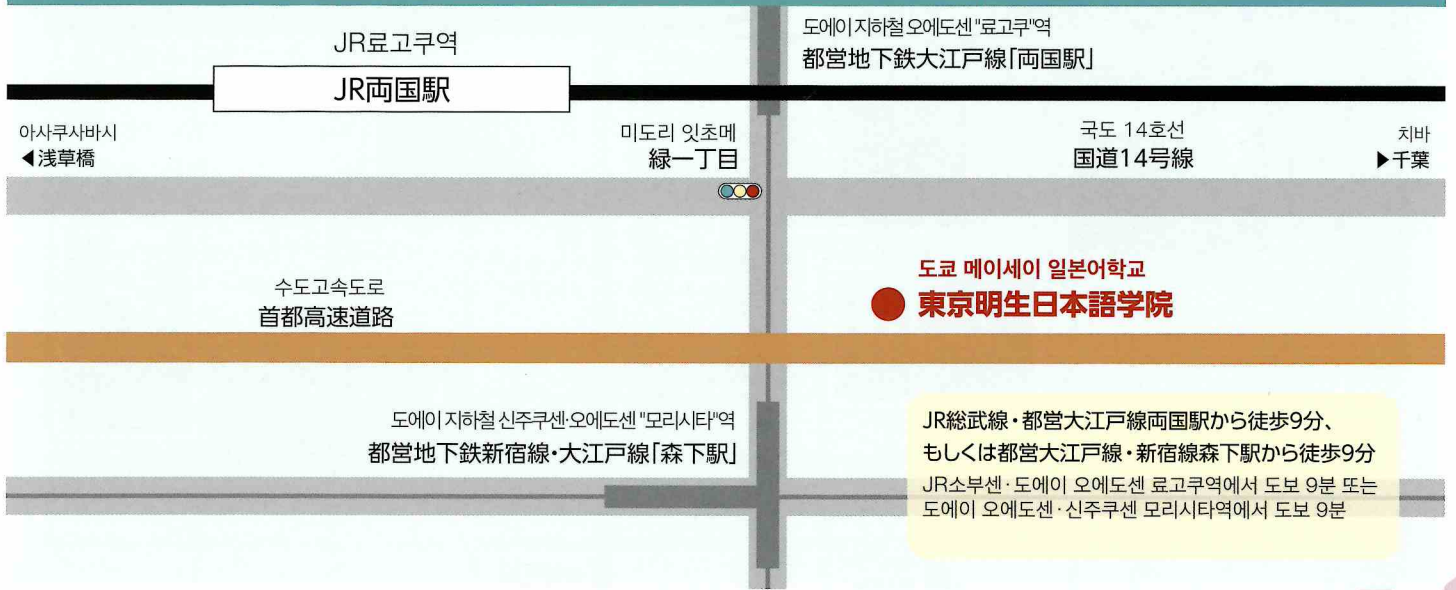 도에이 지하철 오에도센 "료고쿠"역
都営地下鉄大江戸線「両国駅」
JR료고쿠역
JR両国駅
아사쿠사바시
◀浅草橋
미도리 잇초메
緑一丁目
국도 14호선
国道14号線
치바
▶千葉
도쿄 메이세이 일본어학교
東京明生日本語学院
수도고속도로
首都高速道路
도에이 지하철 신주쿠센·오에도센 "모리시타"역
都営地下鉄新宿線・大江戸線「森下駅」
JR総武線・都営大江戸線両国駅から徒歩9分、
もしくは都営大江戸線・新宿線森下駅から徒歩9分
JR소부센·도에이 오에도센 료고쿠역에서 도보 9분 또는
도에이 오에도센·신주쿠센 모리시타역에서 도보 9분